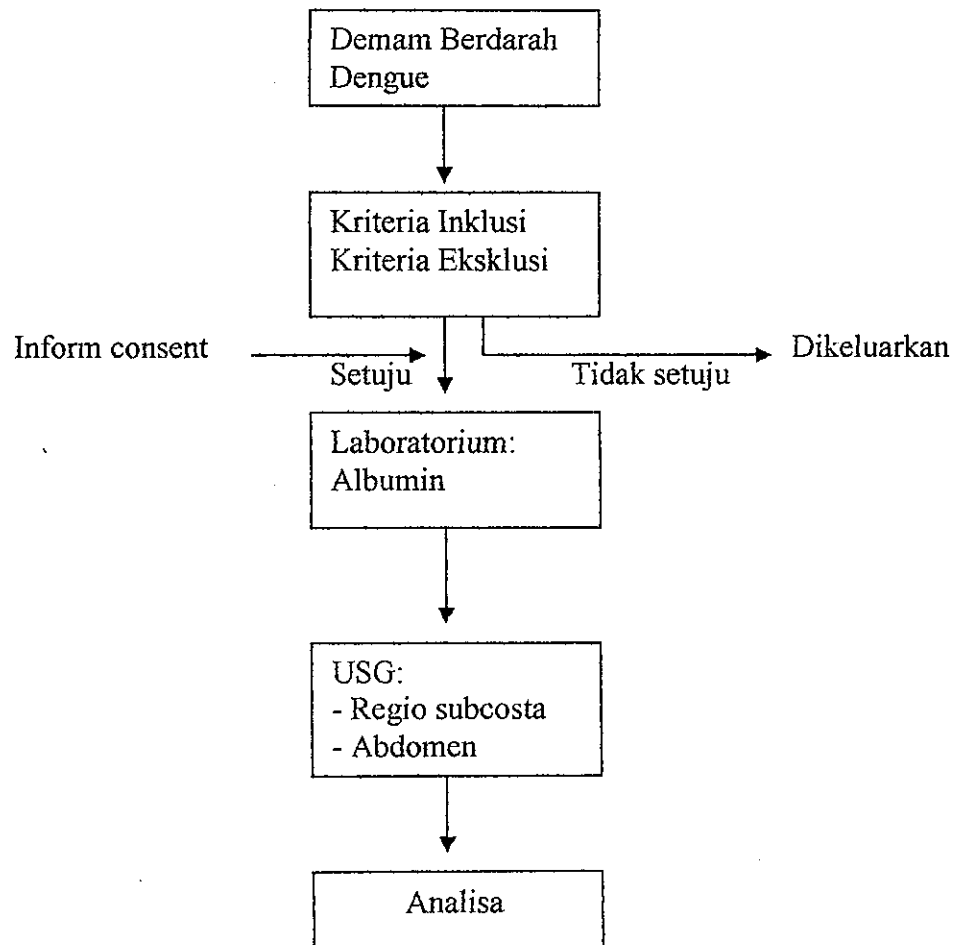 Demam Berdarah
Dengue
Kriteria Inklusi
Kriteria Eksklusi
Inform consent
Setuju
Tidak setuju
Dikeluarkan
Laboratorium:
Albumin
USG:
- Regio subcosta
- Abdomen
Analisa